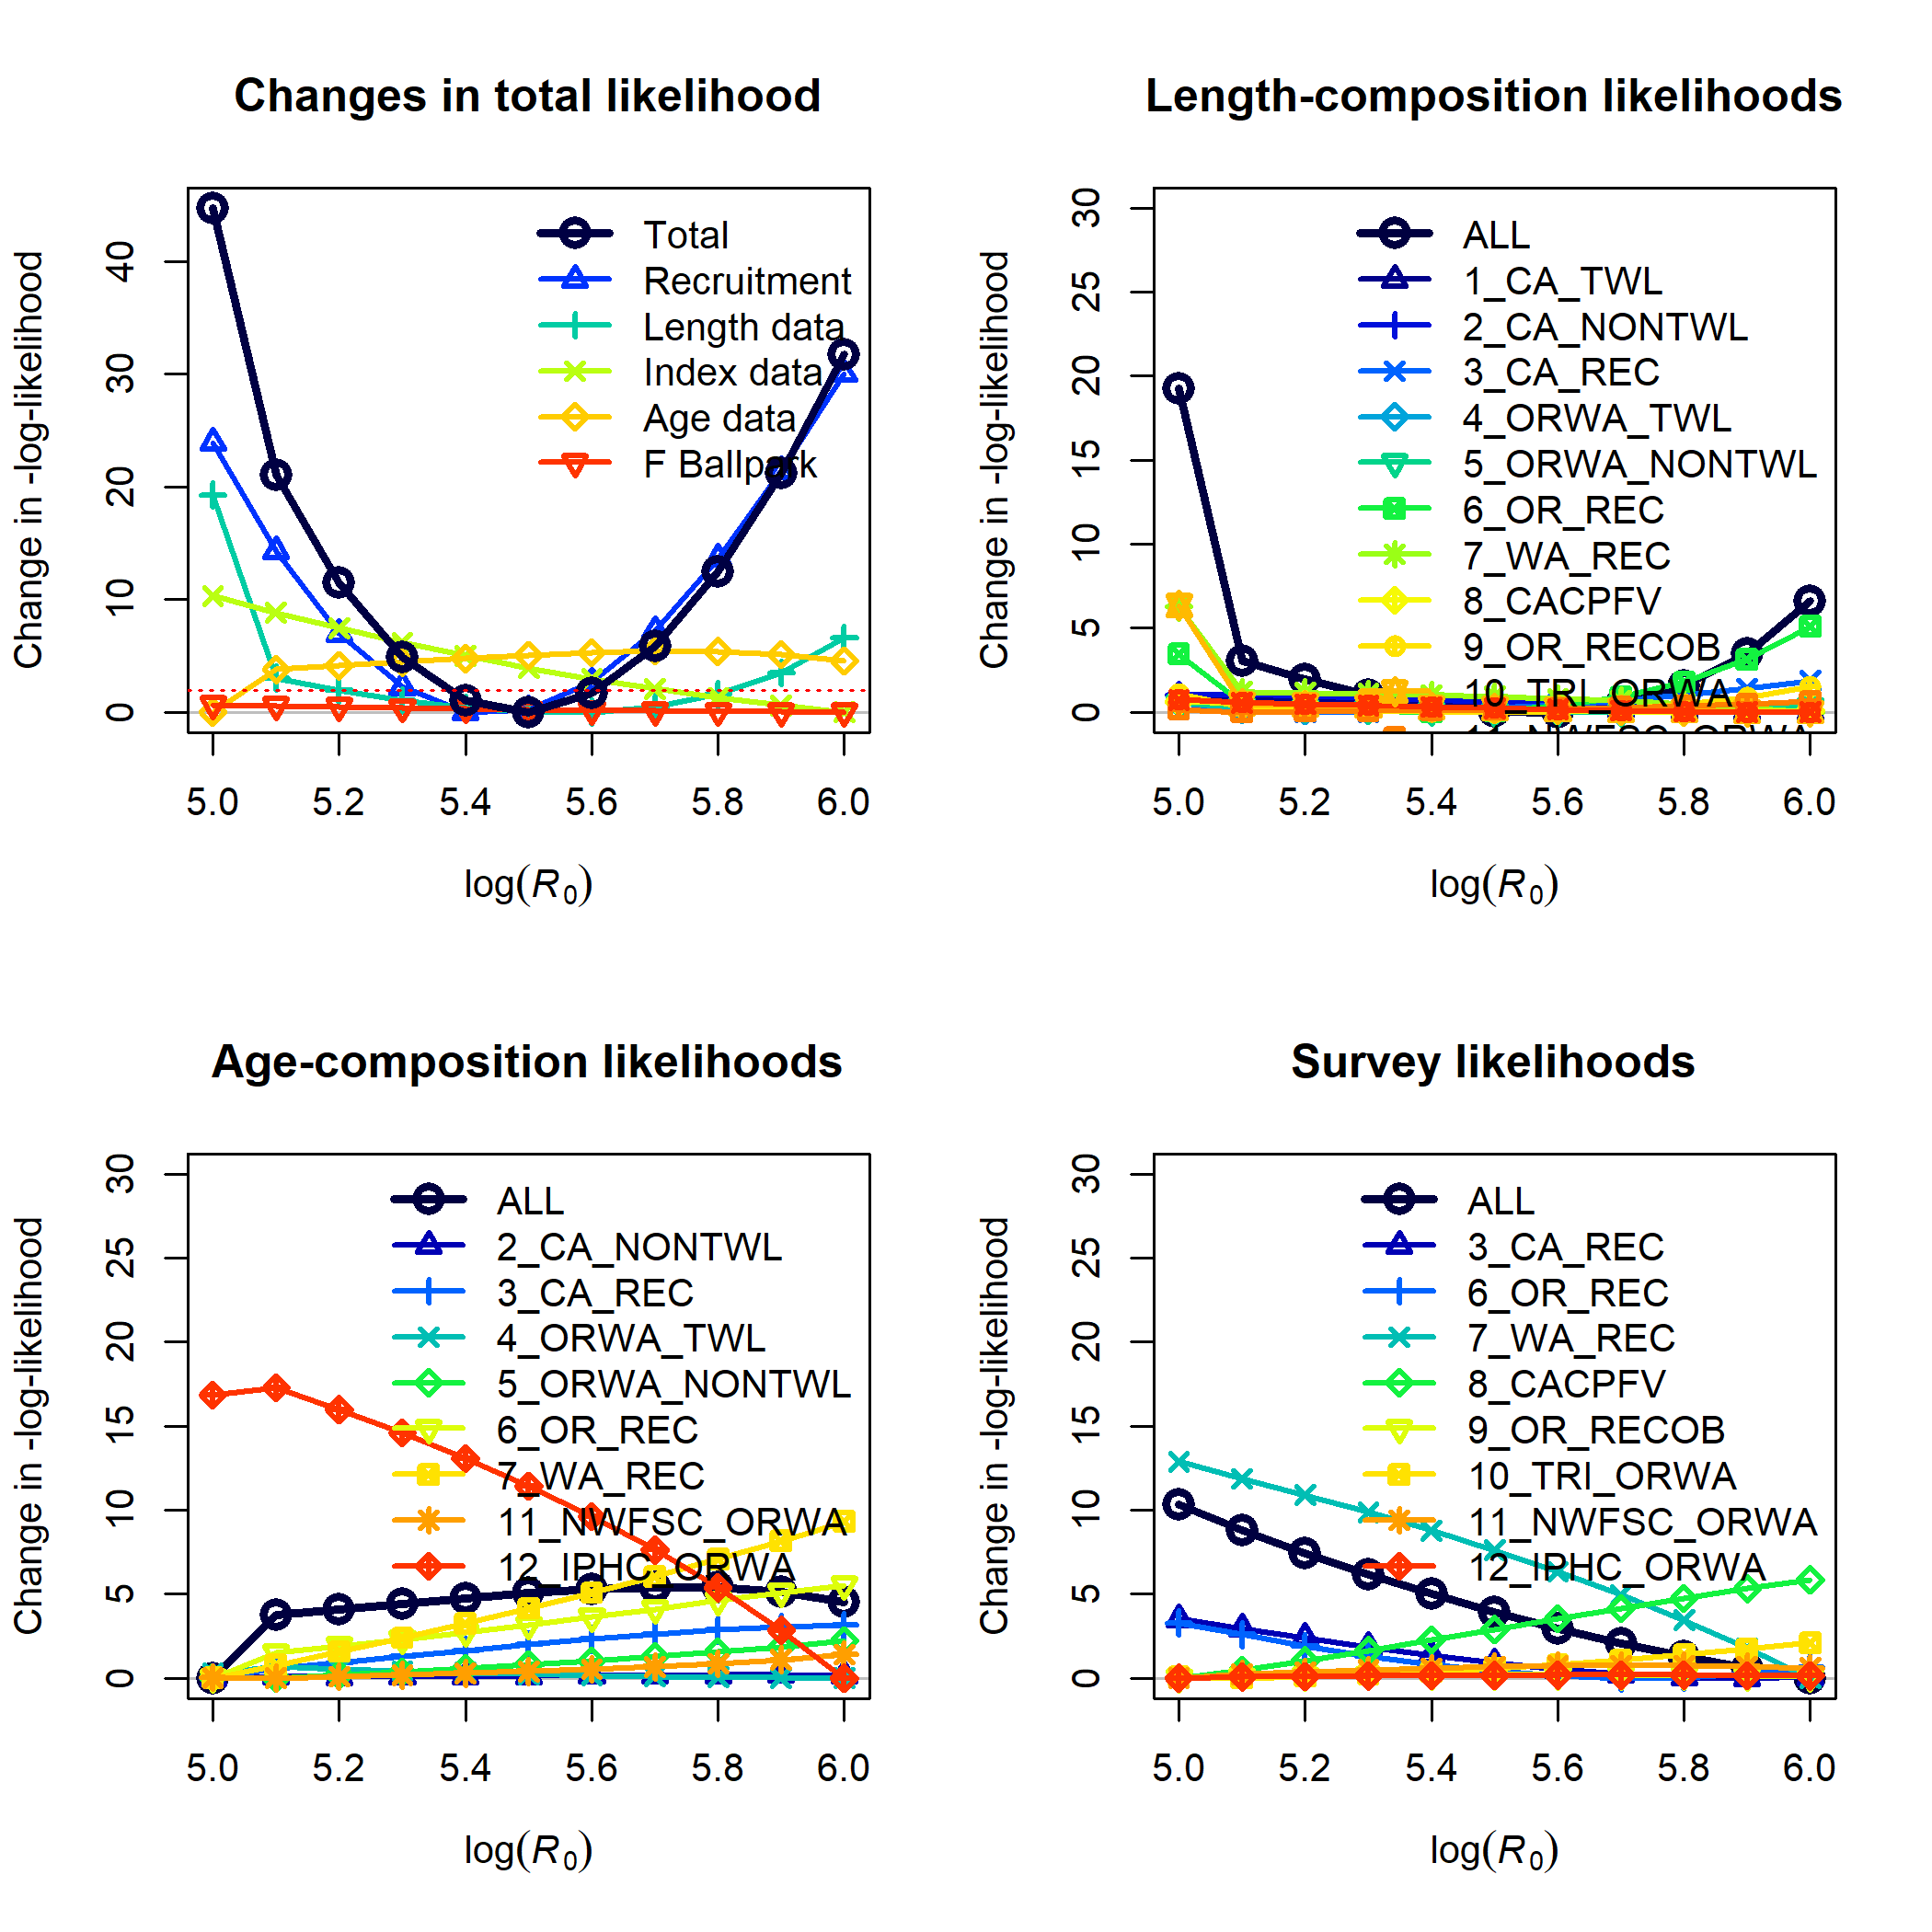 Changes in total likelihood
Change in -log-likelihood
0 10 20 30 40
Total
Recruitment
Length data
Index data
Age data
F Ballpark
5.0 5.2 5.4 5.6 5.8 6.0
log(R0)
Length-composition likelihoods
Change in -log-likelihood
0 5 10 15 20 25 30
ALL
1_CA_TWL
2_CA_NONTWL
3_CA_REC
4_ORWA_TWL
5_ORWA_NONTWL
6_OR_REC
7_WA_REC
8_CACPFV
9_OR_RECOB
10_TRI_ORWA
11_NWFSC_ORWA
5.0 5.2 5.4 5.6 5.8 6.0
log(R0)
Age-composition likelihoods
Change in -log-likelihood
0 5 10 15 20 25 30
ALL
2_CA_NONTWL
3_CA_REC
4_ORWA_TWL
5_ORWA_NONTWL
6_OR_REC
7_WA_REC
11_NWFSC_ORWA
12_IPHC_ORWA
5.0 5.2 5.4 5.6 5.8 6.0
log(R0)
Survey likelihoods
Change in -log-likelihood
0 5 10 15 20 25 30
ALL
3_CA_REC
6_OR_REC
7_WA_REC
8_CACPFV
9_OR_RECOB
10_TRI_ORWA
11_NWFSC_ORWA
12_IPHC_ORWA
5.0 5.2 5.4 5.6 5.8 6.0
log(R0)